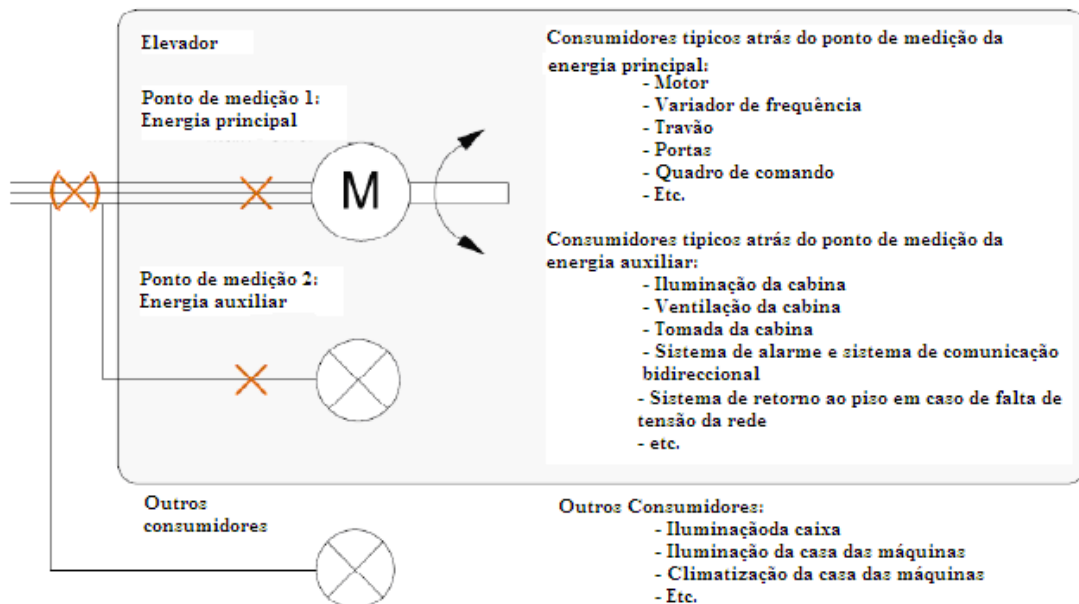 Elevador
Ponto de medição 1:
Energia principal
M
Ponto de medição 2:
Energia auxiliar
Outros
consumidores
Consumidores tipicos atrás do ponto de medição da
energia principal:
- Motor
- Variador de frequência
- Travão
- Portas
- Quadro de comando
- Etc.
Consumidores tipicos atrás do ponto de medição da
energia auxiliar:
- Iluminação da cabina
- Ventilação da cabina
- Tomada da cabina
- Sistema de alarme e sistema de comunicação
bidireccional
- Sistema de retorno ao piso em caso de falta de
tensão da rede
- etc.
Outros Consumidores:
- Iluminaçãoda caixa
- Iluminação da casa das máquinas
- Climatização da casa das máquinas
- Etc.